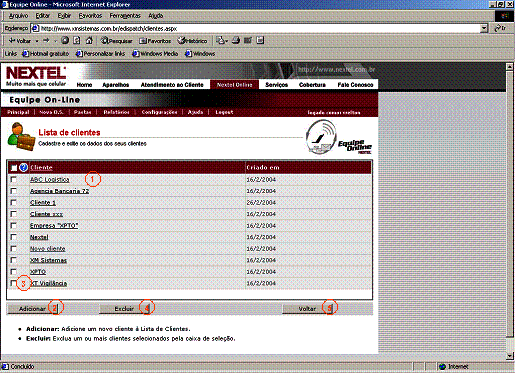 Equipe Online - Microsoft Internet Explorer
Arquivo Editar Exibir Favoritos Ferramentas Ajuda
Endereço http://www.xmsistemas.com.br/edispatch/clientes.aspx Ir
Voltar Pesquisar Favoritos Histórico
Links Hotmail gratuito Personalizar links Windows Media Windows
NEXTEL
Muito mais que celular
http://www.nextel.com.br
Home Aparelhos Atendimento ao Cliente Nextel Online Serviços Cobertura Fale Conosco
Equipe On-Line
Principal | Nova O.S. | Pastas | Relatórios | Configurações | Ajuda | Logout
logado como: crelton
Lista de clientes
Cadastre e edite os dados dos seus clientes
Equipe Online
NEXTEL
Cliente Criado em
ABC Logistica 1 16/2/2004
Agencia Bancaria 72 16/2/2004
Cliente 1 26/2/2004
Cliente xxx 16/2/2004
Empresa "XPTO" 16/2/2004
Nextel 16/2/2004
Novo cliente 16/2/2004
XM Sistemas 16/2/2004
XPTO 16/2/2004
3 XT Vigilância 16/2/2004
Adicionar 2 Excluir 4 Voltar 5
• Adicionar: Adicione um novo cliente à Lista de Clientes.
• Excluir: Exclua um ou mais clientes selecionados pela caixa de seleção.
Concluído Internet